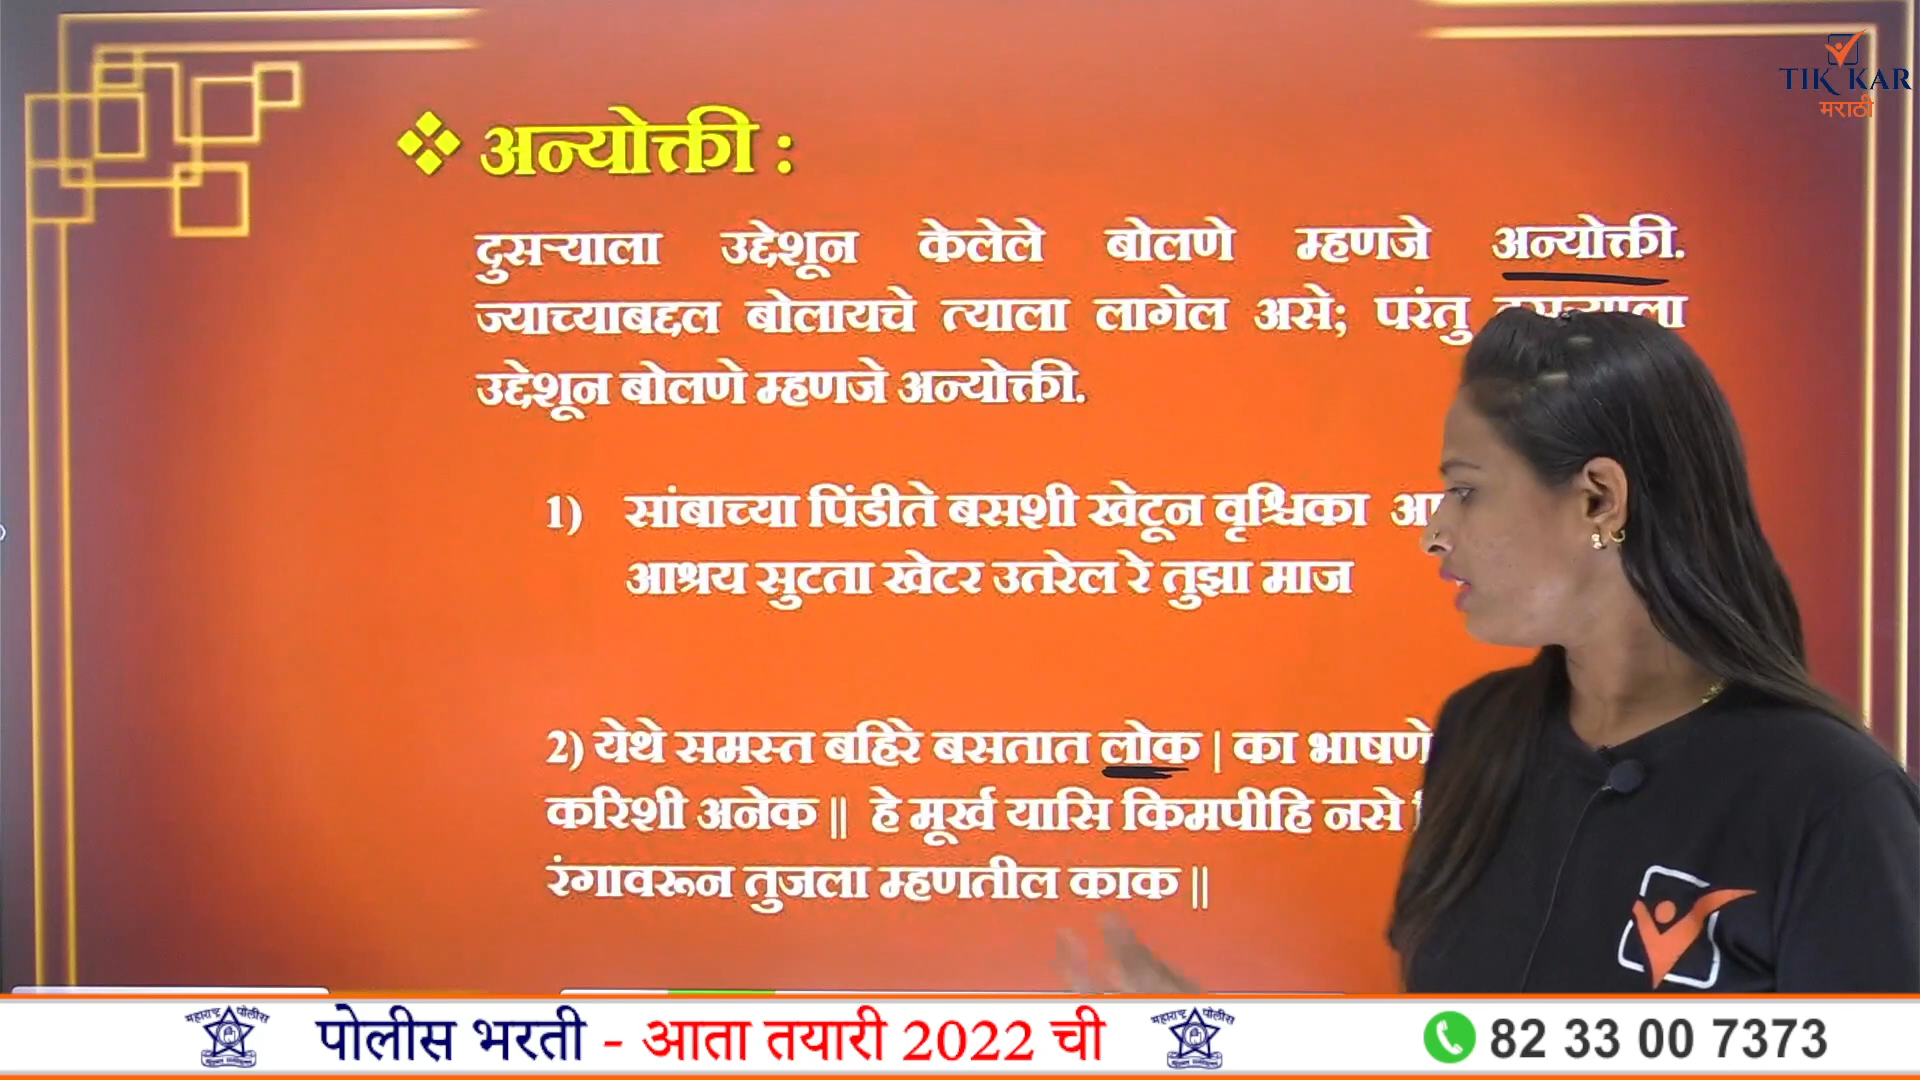 TIKKAR
मराठी
❖ अन्योक्ती :
दुसऱ्याला उद्देशून केलेले बोलणे म्हणजे अन्योक्ती.
ज्याच्याबद्दल बोलायचे त्याला लागेल असे; परंतु
उद्देशून बोलणे म्हणजे अन्योक्ती.
1) सांबाच्या पिंडीते बसशी खेटून वृश्चिका
आश्रय सुटता खेटर उतरेल रे तुझा माज
2) येथे समस्त बहिरे बसतात लोक | का भाषणे
करिशी अनेक || हे मूर्ख यासि किमपीहि नसे
रंगावरून तुजला म्हणतील काक ||
महाराष्ट्र पोलीस
पोलीस भरती - आता तयारी 2022 ची
महाराष्ट्र पोलीस
82 33 00 7373